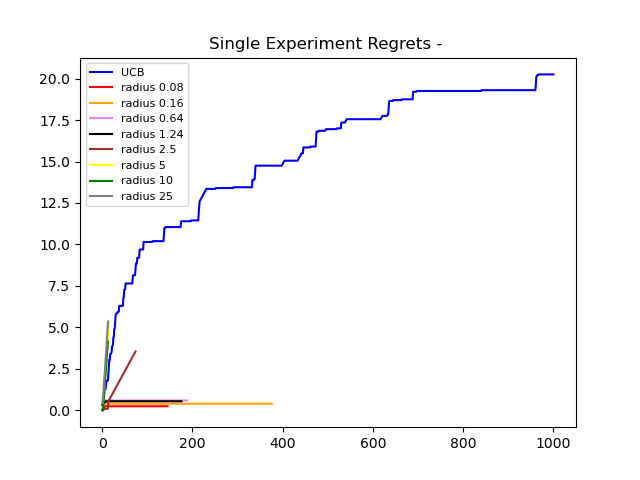 Single Experiment Regrets -
20.0
17.5
15.0
12.5
10.0
7.5
5.0
2.5
0.0
UCB
radius 0.08
radius 0.16
radius 0.64
radius 1.24
radius 2.5
radius 5
radius 10
radius 25
0 200 400 600 800 1000